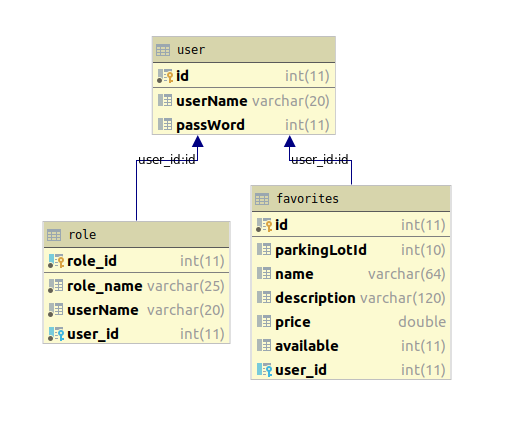 user
id int(11)
userName varchar(20)
passWord int(11)
user_id:id
user_id:id
role
role_id int(11)
role_name varchar(25)
userName varchar(20)
user_id int(11)
favorites
id int(11)
parkingLotId int(10)
name varchar(64)
description varchar(120)
price double
available int(11)
user_id int(11)